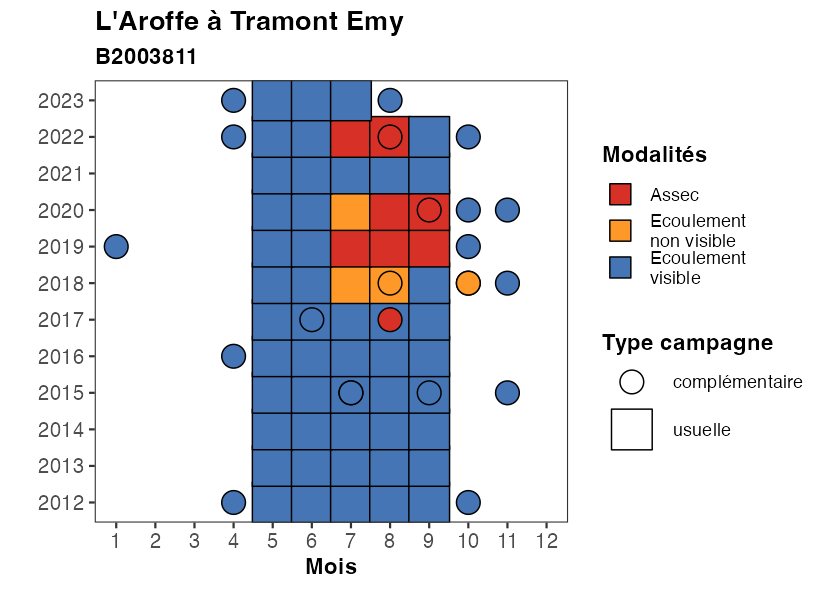 L'Aroffe à Tramont Emy
B2003811
2023
2022
2021
2020
2019
2018
2017
2016
2015
2014
2013
2012
1 2 3 4 5 6 7 8 9 10 11 12
Mois
Modalités
Assec
Ecoulement
non visible
Ecoulement
visible
Type campagne
complémentaire
usuelle